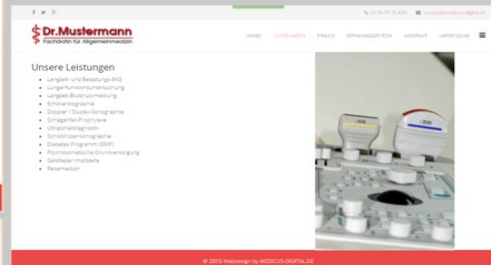 Dr.Mustermann
Fachärztin für Allgemeinmedizin
HOME LEISTUNGEN PRAXIS ÖFFNUNGSZEITEN KONTAKT IMPRESSUM
Unsere Leistungen
Langzeit- und Belastungs-EKG
Lungenfunktionsuntersuchung
Langzeit-Blutdruckmessung
Echokardiographie
Doppler / Duplex-Sonographie
Schlaganfall-Prophylaxe
Ultraschalldiagnostik
Schilddrüsensonographie
Diabetes Programm (DMP)
Psychosomatische Grundversorgung
Gelbfieber Impfstelle
Reisemedizin
© 2015 Webdesign by MEDICUS-DIGITAL.DE